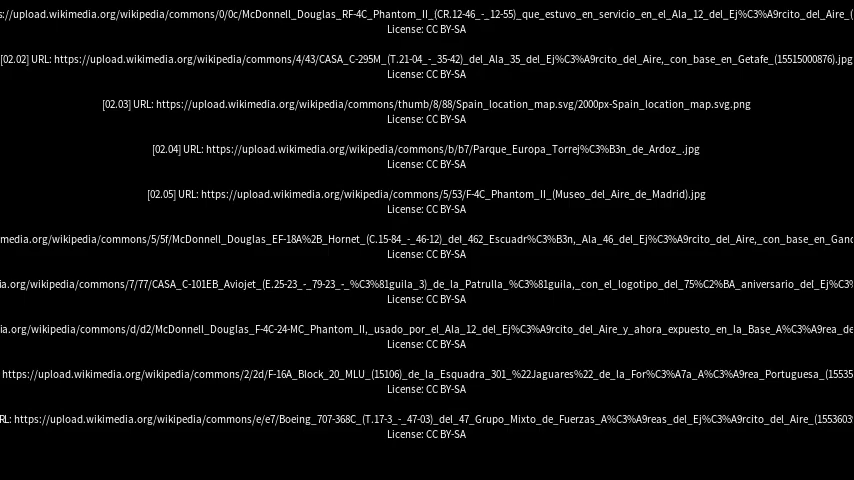 s://upload.wikimedia.org/wikipedia/commons/0/0c/McDonnell_Douglas_RF-4C_Phantom_II_(CR.12-46_-_12-55)_que_estuvo_en_servicio_en_el_Ala_12_del_Ej%C3%A9rcito_del_Aire_(
License: CC BY-SA
[02.02] URL: https://upload.wikimedia.org/wikipedia/commons/4/43/CASA_C-295M_(T.21-04_-_35-42)_del_Ala_35_del_Ej%C3%A9rcito_del_Aire,_con_base_en_Getafe_(15515000876).jpg
License: CC BY-SA
[02.03] URL: https://upload.wikimedia.org/wikipedia/commons/thumb/8/88/Spain_location_map.svg/2000px-Spain_location_map.svg.png
License: CC BY-SA
[02.04] URL: https://upload.wikimedia.org/wikipedia/commons/b/b7/Parque_Europa_Torrej%C3%B3n_de_Ardoz_.jpg
License: CC BY-SA
[02.05] URL: https://upload.wikimedia.org/wikipedia/commons/5/53/F-4C_Phantom_II_(Museo_del_Aire_de_Madrid).jpg
License: CC BY-SA
media.org/wikipedia/commons/5/5f/McDonnell_Douglas_EF-18A%2B_Hornet_(C.15-84_-_46-12)_del_462_Escuadr%C3%B3n,_Ala_46_del_Ej%C3%A9rcito_del_Aire,_con_base_en_Gand
License: CC BY-SA
ia.org/wikipedia/commons/7/77/CASA_C-101EB_Aviojet_(E.25-23_-_79-23_-_%C3%81guila_3)_de_la_Patrulla_%C3%81guila,_con_el_logotipo_del_75%C2%BA_aniversario_del_Ej%C3%
License: CC BY-SA
ia.org/wikipedia/commons/d/d2/McDonnell_Douglas_F-4C-24-MC_Phantom_II,_usado_por_el_Ala_12_del_Ej%C3%A9rcito_del_Aire_y_ahora_expuesto_en_la_Base_A%C3%A9rea_de
License: CC BY-SA
https://upload.wikimedia.org/wikipedia/commons/2/2d/F-16A_Block_20_MLU_(15106)_de_la_Esquadra_301_%22Jaguares%22_de_la_For%C3%A7a_A%C3%A9rea_Portuguesa_(15535
License: CC BY-SA
RL: https://upload.wikimedia.org/wikipedia/commons/e/e7/Boeing_707-368C_(T.17-3_-_47-03)_del_47_Grupo_Mixto_de_Fuerzas_A%C3%A9reas_del_Ej%C3%A9rcito_del_Aire_(1553603
License: CC BY-SA